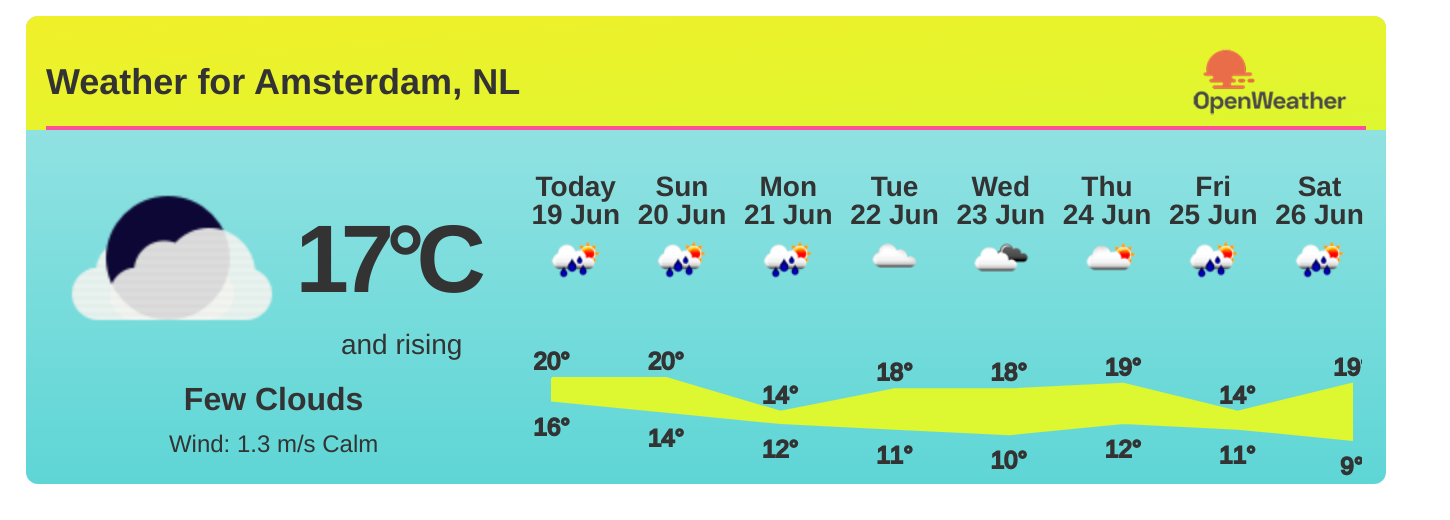 Weather for Amsterdam, NL
OpenWeather
Today Sun Mon Tue Wed Thu Fri Sat
19 Jun 20 Jun 21 Jun 22 Jun 23 Jun 24 Jun 25 Jun 26 Jun
17°C
and rising
Few Clouds
Wind: 1.3 m/s Calm
20° 20° 14° 18° 18° 19° 14° 19°
16° 14° 12° 11° 10° 12° 11° 9°